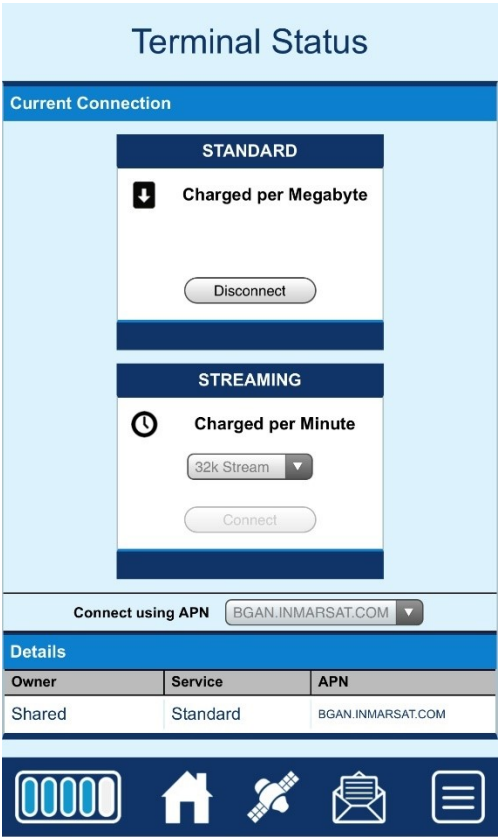 Terminal Status
Current Connection
STANDARD
Charged per Megabyte
Disconnect
STREAMING
Charged per Minute
32k Stream
Connect
Connect using APN BGAN.INMARSAT.COM
Details
Owner Service APN
Shared Standard BGAN.INMARSAT.COM